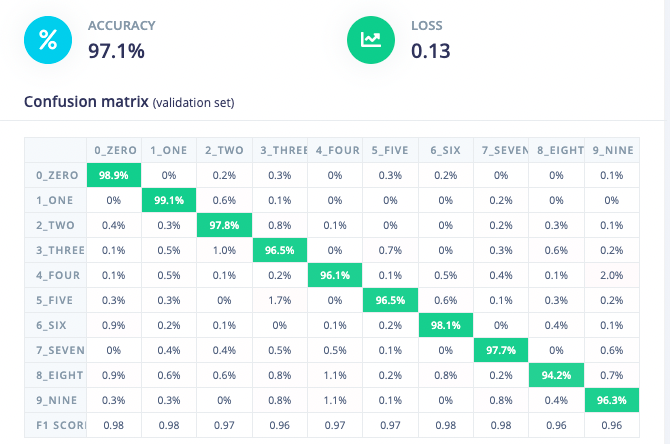 ACCURACY
97.1%
LOSS
0.13
Confusion matrix (validation set)
0_ZERO 1_ONE 2_TWO 3_THREE 4_FOUR 5_FIVE 6_SIX 7_SEVEN 8_EIGHT 9_NINE
0_ZERO 98.9% 0% 0.2% 0.3% 0% 0.3% 0.2% 0% 0% 0.1%
1_ONE 0% 99.1% 0.6% 0.1% 0% 0% 0% 0.2% 0% 0%
2_TWO 0.4% 0.3% 97.8% 0.8% 0.1% 0% 0% 0.2% 0.3% 0.1%
3_THREE 0.1% 0.5% 1.0% 96.5% 0% 0.7% 0% 0.3% 0.6% 0.2%
4_FOUR 0.1% 0.5% 0.1% 0.2% 96.1% 0.1% 0.5% 0.4% 0.1% 2.0%
5_FIVE 0.3% 0.3% 0% 1.7% 0% 96.5% 0.6% 0.1% 0.3% 0.2%
6_SIX 0.9% 0.2% 0.1% 0% 0.1% 0.2% 98.1% 0% 0.4% 0.1%
7_SEVEN 0% 0.4% 0.4% 0.5% 0.5% 0.1% 0% 97.7% 0% 0.6%
8_EIGHT 0.9% 0.6% 0.6% 0.8% 1.1% 0.2% 0.8% 0.2% 94.2% 0.7%
9_NINE 0.3% 0.3% 0% 0.8% 1.1% 0.1% 0% 0.8% 0.4% 96.3%
F1 SCOR 0.98 0.98 0.97 0.96 0.97 0.97 0.98 0.98 0.96 0.96